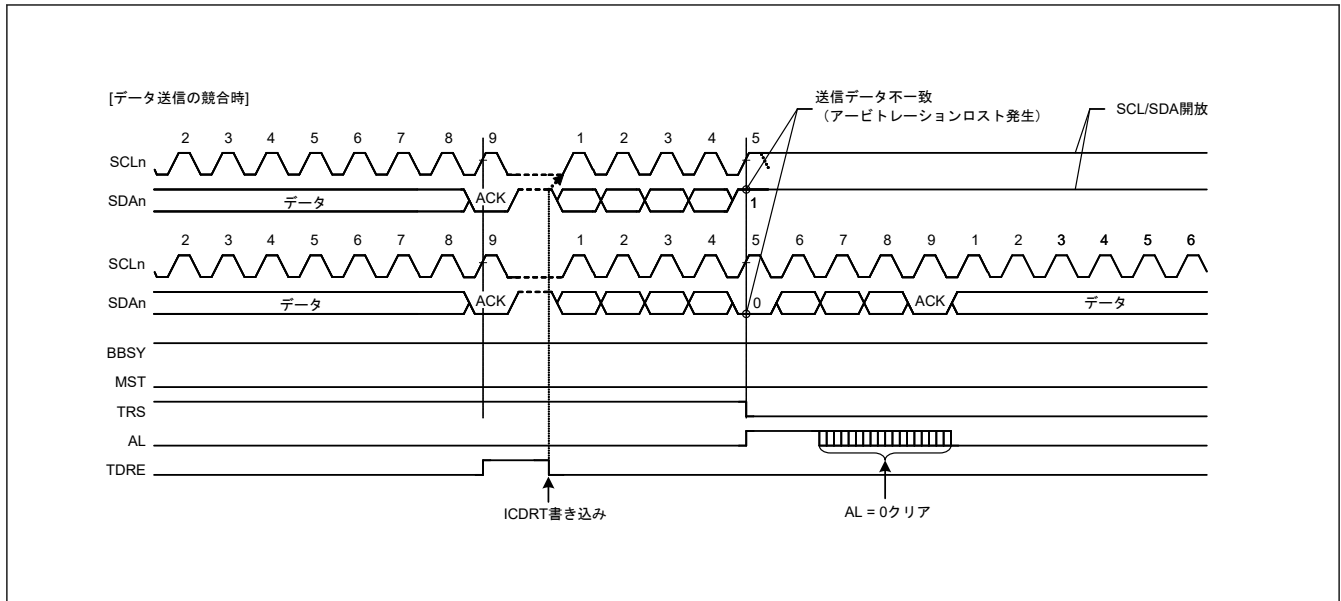 [データ送信の競合時]
送信データ不一致
（アービトレーションロスト発生）
SCL/SDA開放
2 3 4 5 6 7 8 9 1 2 3 4 5
SCLn
SDAn データ ACK 1
2 3 4 5 6 7 8 9 1 2 3 4 5 6 7 8 9 1 2 3 4 5 6
SCLn
SDAn データ ACK 0 ACK データ
BBSY
MST
TRS
AL
TDRE
ICDRT書き込み
AL = 0クリア